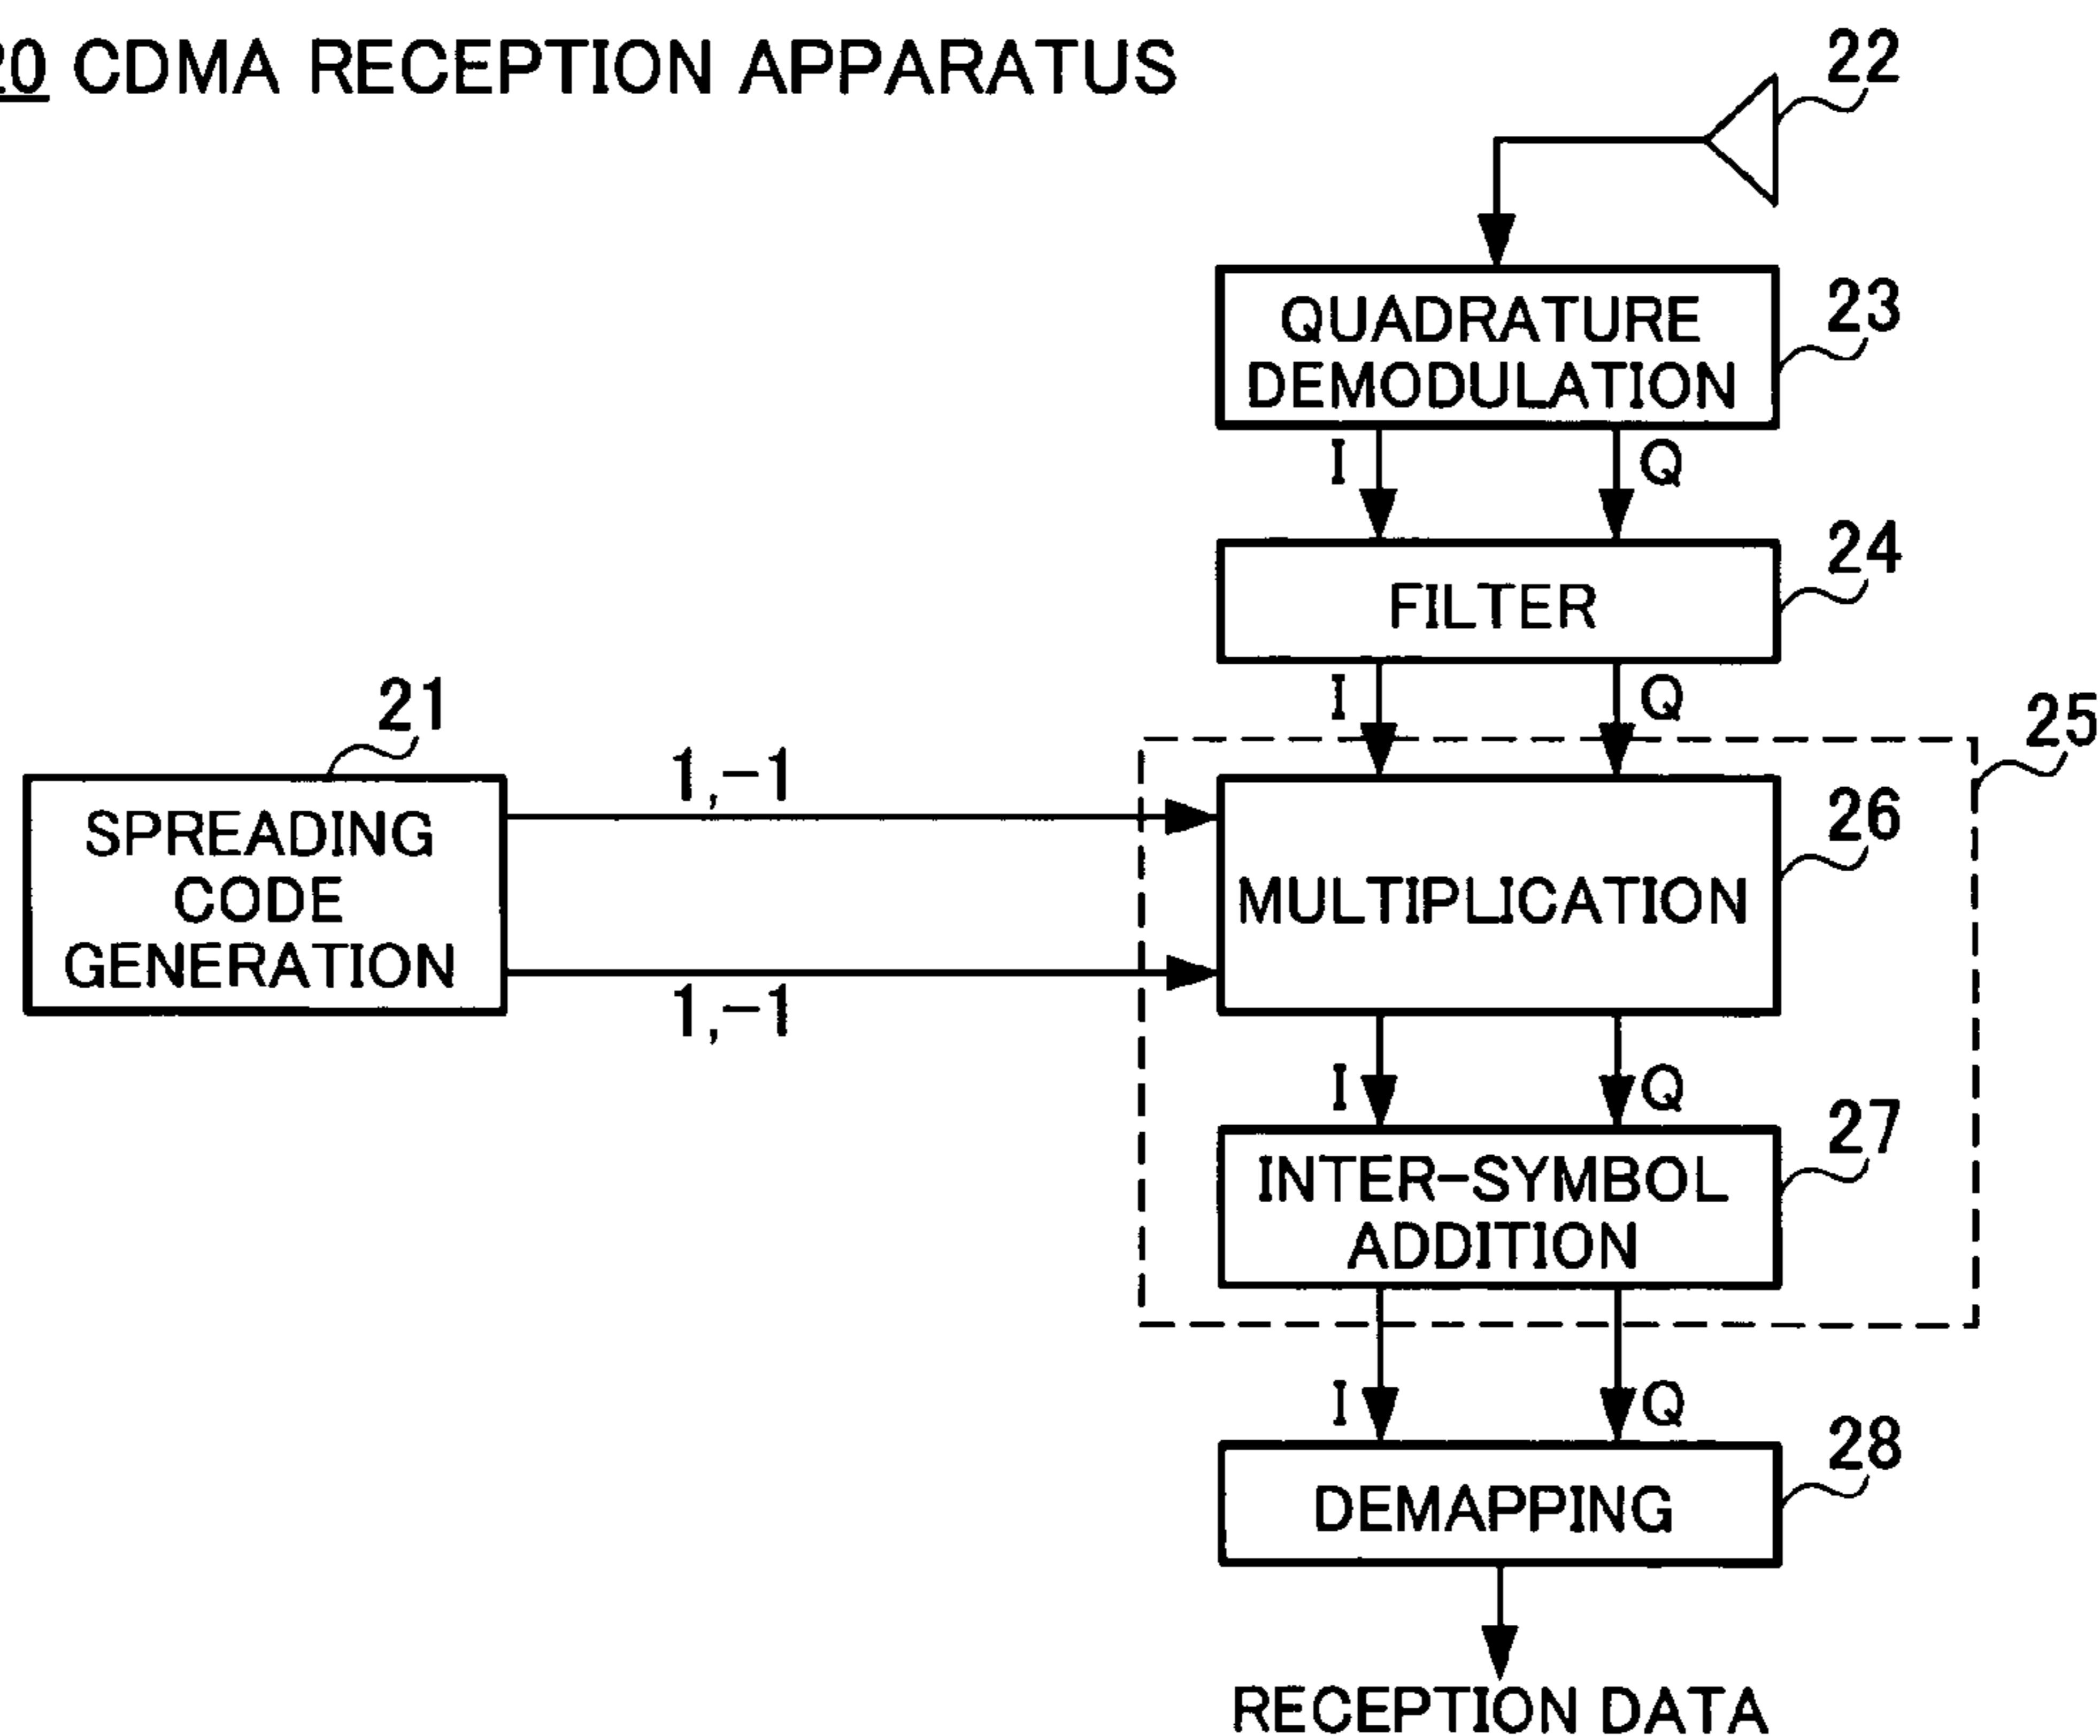 20 CDMA RECEPTION APPARATUS
22
QUADRATURE
DEMODULATION
23
I
Q
FILTER
24
I
Q
25
21
SPREADING
CODE
GENERATION
1,−1
1,−1
MULTIPLICATION
26
I
Q
INTER−SYMBOL
ADDITION
27
I
Q
DEMAPPING
28
RECEPTION DATA